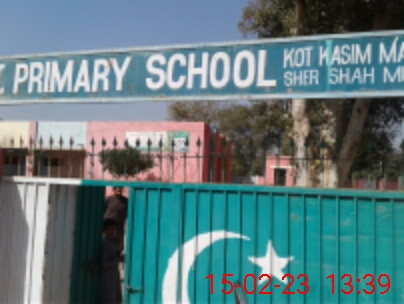 PRIMARY SCHOOL KOT KASIM
SHER SHAH
15-02-23 13:39